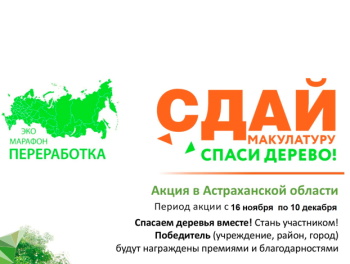 ЭКО
МАРАФОН
ПЕРЕРАБОТКА
СДАЙ
МАКУЛАТУРУ
СПАСИ ДЕРЕВО!
Акция в Астраханской области
Период акции с 16 ноября по 10 декабря
Спасаем деревья вместе! Стань участником!
Победитель (учреждение, район, город)
будут награждены премиями и благодарностями